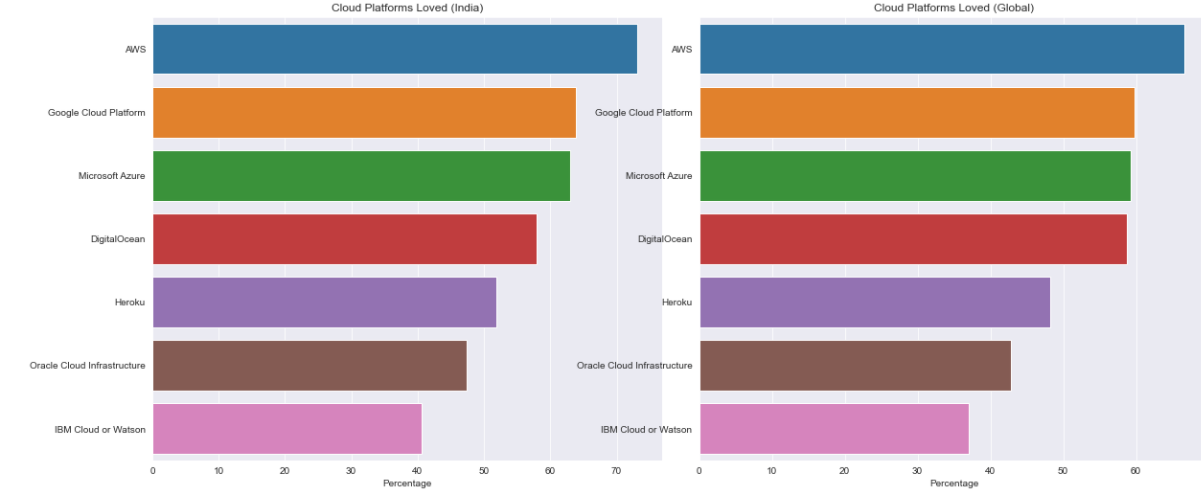 Cloud Platforms Loved (India)
AWS
Google Cloud Platform
Microsoft Azure
DigitalOcean
Heroku
Oracle Cloud Infrastructure
IBM Cloud or Watson
0 10 20 30 40 50 60 70
Percentage
Cloud Platforms Loved (Global)
AWS
Google Cloud Platform
Microsoft Azure
DigitalOcean
Heroku
Oracle Cloud Infrastructure
IBM Cloud or Watson
0 10 20 30 40 50 60
Percentage